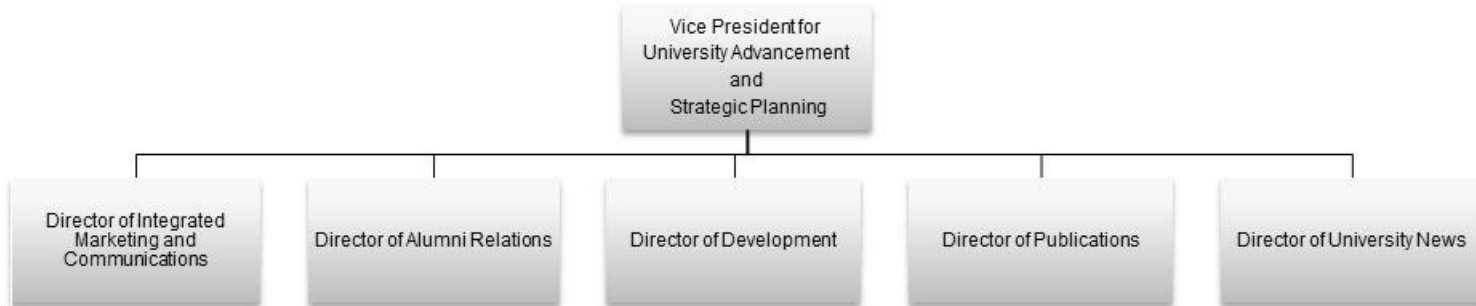 Vice President for
University Advancement
and
Strategic Planning
Director of Integrated
Marketing and
Communications
Director of Alumni Relations
Director of Development
Director of Publications
Director of University News